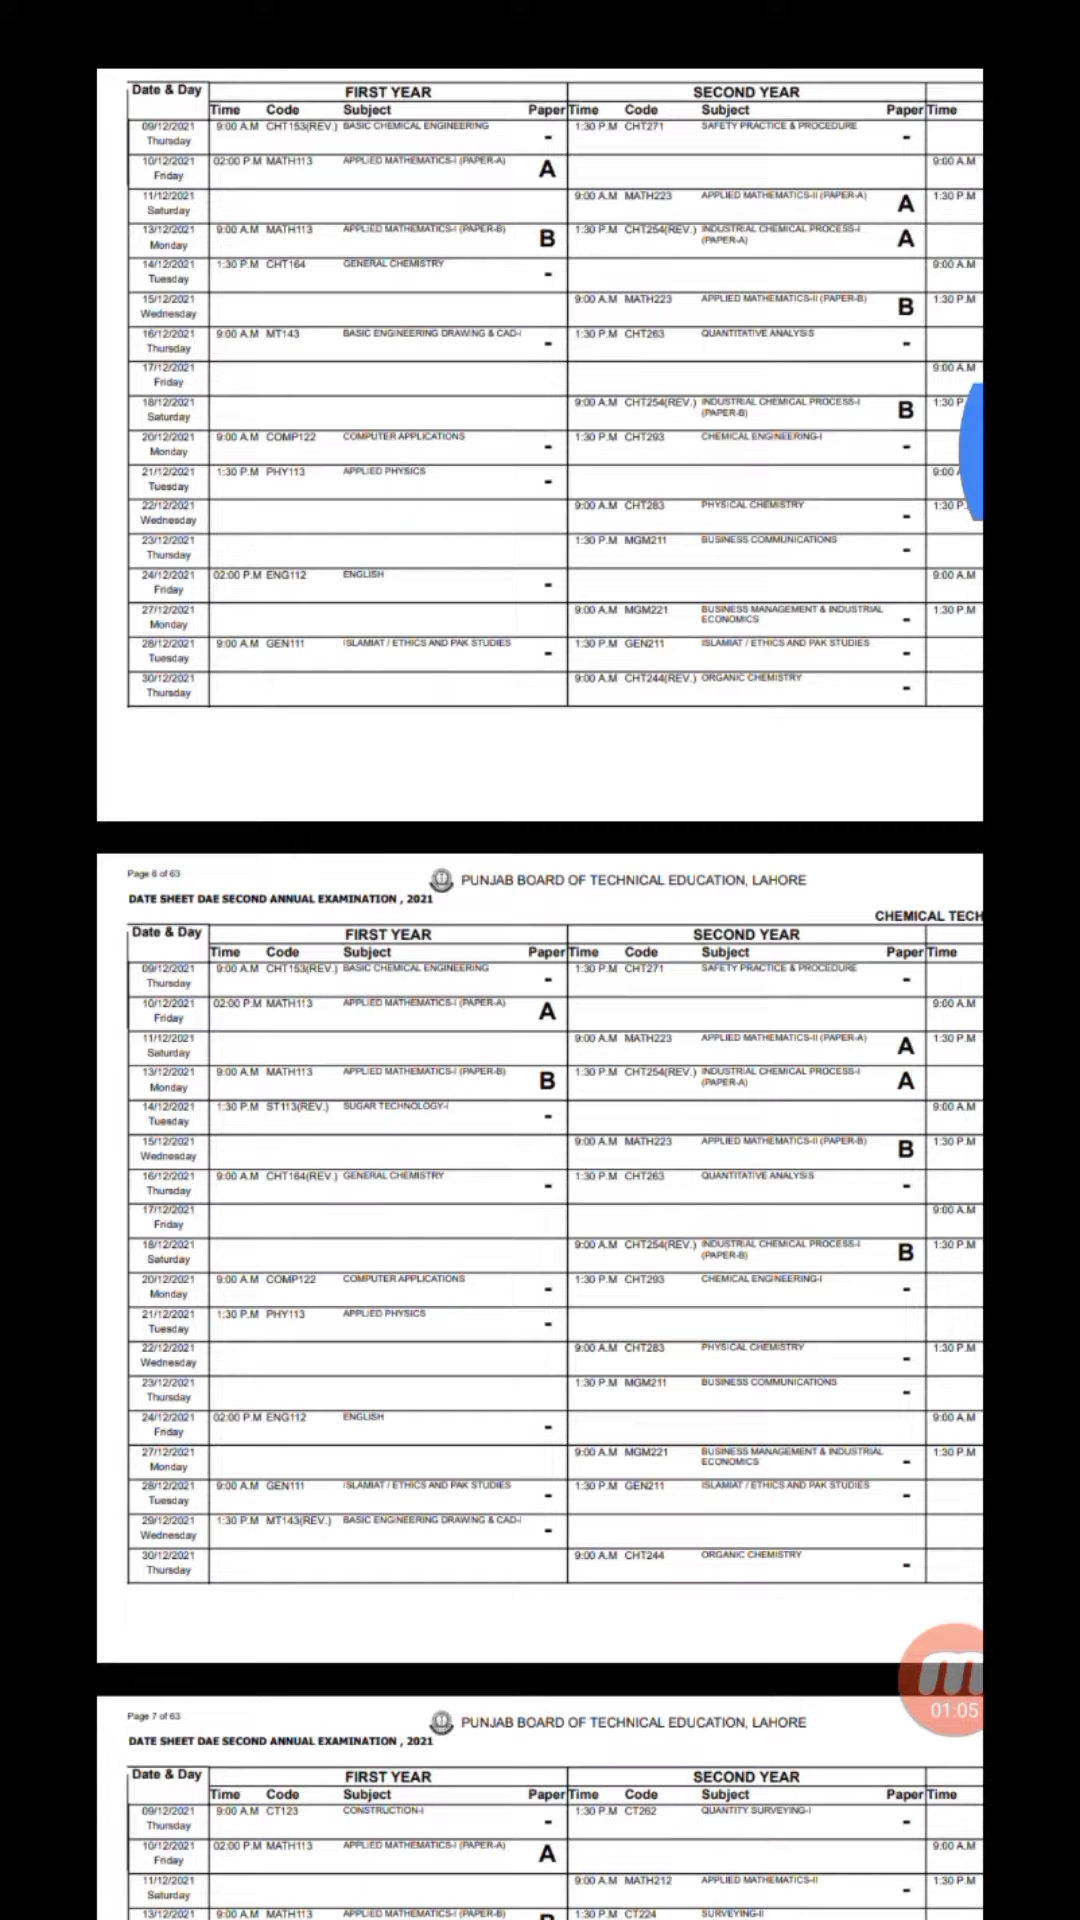 Date & Day FIRST YEAR SECOND YEAR
Time Code Subject Paper Time Code Subject Paper Time
09/12/2021 Thursday 9:00 A.M CHT153(REV.) BASIC CHEMICAL ENGINEERING - 1:30 P.M CHT271 SAFETY PRACTICE & PROCEDURE -
10/12/2021 Friday 02:00 P.M MATH113 APPLIED MATHEMATICS-I (PAPER-A) A 9:00 A.M
11/12/2021 Saturday 9:00 A.M MATH223 APPLIED MATHEMATICS-II (PAPER-A) A 1:30 P.M
13/12/2021 Monday 9:00 A.M MATH113 APPLIED MATHEMATICS-I (PAPER-B) B 1:30 P.M CHT254(REV.) INDUSTRIAL CHEMICAL PROCESS-I (PAPER-A) A
14/12/2021 Tuesday 1:30 P.M CHT164 GENERAL CHEMISTRY - 9:00 A.M
15/12/2021 Wednesday 9:00 A.M MATH223 APPLIED MATHEMATICS-II (PAPER-B) B 1:30 P.M
16/12/2021 Thursday 9:00 A.M MT143 BASIC ENGINEERING DRAWING & CAD-I - 1:30 P.M CHT263 QUANTITATIVE ANALYSIS -
17/12/2021 Friday 9:00 A.M
18/12/2021 Saturday 9:00 A.M CHT254(REV.) INDUSTRIAL CHEMICAL PROCESS-I (PAPER-B) B 1:30 P
20/12/2021 Monday 9:00 A.M COMP122 COMPUTER APPLICATIONS - 1:30 P.M CHT293 CHEMICAL ENGINEERING-I -
21/12/2021 Tuesday 1:30 P.M PHY113 APPLIED PHYSICS - 9:00
22/12/2021 Wednesday 9:00 A.M CHT283 PHYSICAL CHEMISTRY - 1:30 P.
23/12/2021 Thursday 1:30 P.M MGM211 BUSINESS COMMUNICATIONS -
24/12/2021 Friday 02:00 P.M ENG112 ENGLISH - 9:00 A.M
27/12/2021 Monday 9:00 A.M MGM221 BUSINESS MANAGEMENT & INDUSTRIAL ECONOMICS - 1:30 P.M
28/12/2021 Tuesday 9:00 A.M GEN111 ISLAMIAT / ETHICS AND PAK STUDIES - 1:30 P.M GEN211 ISLAMIAT / ETHICS AND PAK STUDIES -
30/12/2021 Thursday 9:00 A.M CHT244(REV.) ORGANIC CHEMISTRY -
Page 6 of 63 PUNJAB BOARD OF TECHNICAL EDUCATION, LAHORE
DATE SHEET DAE SECOND ANNUAL EXAMINATION , 2021
CHEMICAL TECH
Date & Day FIRST YEAR SECOND YEAR
Time Code Subject Paper Time Code Subject Paper Time
09/12/2021 Thursday 9:00 A.M CHT153(REV.) BASIC CHEMICAL ENGINEERING - 1:30 P.M CHT271 SAFETY PRACTICE & PROCEDURE -
10/12/2021 Friday 02:00 P.M MATH113 APPLIED MATHEMATICS-I (PAPER-A) A 9:00 A.M
11/12/2021 Saturday 9:00 A.M MATH223 APPLIED MATHEMATICS-II (PAPER-A) A 1:30 P.M
13/12/2021 Monday 9:00 A.M MATH113 APPLIED MATHEMATICS-I (PAPER-B) B 1:30 P.M CHT254(REV.) INDUSTRIAL CHEMICAL PROCESS-I (PAPER-A) A
14/12/2021 Tuesday 1:30 P.M ST113(REV.) SUGAR TECHNOLOGY-I - 9:00 A.M
15/12/2021 Wednesday 9:00 A.M MATH223 APPLIED MATHEMATICS-II (PAPER-B) B 1:30 P.M
16/12/2021 Thursday 9:00 A.M CHT164(REV.) GENERAL CHEMISTRY - 1:30 P.M CHT263 QUANTITATIVE ANALYSIS -
17/12/2021 Friday 9:00 A.M
18/12/2021 Saturday 9:00 A.M CHT254(REV.) INDUSTRIAL CHEMICAL PROCESS-I (PAPER-B) B 1:30 P.M
20/12/2021 Monday 9:00 A.M COMP122 COMPUTER APPLICATIONS - 1:30 P.M CHT293 CHEMICAL ENGINEERING-I -
21/12/2021 Tuesday 1:30 P.M PHY113 APPLIED PHYSICS -
22/12/2021 Wednesday 9:00 A.M CHT283 PHYSICAL CHEMISTRY - 1:30 P.M
23/12/2021 Thursday 1:30 P.M MGM211 BUSINESS COMMUNICATIONS -
24/12/2021 Friday 02:00 P.M ENG112 ENGLISH - 9:00 A.M
27/12/2021 Monday 9:00 A.M MGM221 BUSINESS MANAGEMENT & INDUSTRIAL ECONOMICS - 1:30 P.M
28/12/2021 Tuesday 9:00 A.M GEN111 ISLAMIAT / ETHICS AND PAK STUDIES - 1:30 P.M GEN211 ISLAMIAT / ETHICS AND PAK STUDIES -
29/12/2021 Wednesday 1:30 P.M MT143(REV.) BASIC ENGINEERING DRAWING & CAD-I -
30/12/2021 Thursday 9:00 A.M CHT244 ORGANIC CHEMISTRY -
01:05
Page 7 of 63 PUNJAB BOARD OF TECHNICAL EDUCATION, LAHORE
DATE SHEET DAE SECOND ANNUAL EXAMINATION , 2021
Date & Day FIRST YEAR SECOND YEAR
Time Code Subject Paper Time Code Subject Paper Time
09/12/2021 Thursday 9:00 A.M CT123 CONSTRUCTION-I - 1:30 P.M CT262 QUANTITY SURVEYING-I -
10/12/2021 Friday 02:00 P.M MATH113 APPLIED MATHEMATICS-I (PAPER-A) A 9:00 A.M
11/12/2021 Saturday 9:00 A.M MATH212 APPLIED MATHEMATICS-II - 1:30 P.M
13/12/2021 9:00 A.M MATH113 APPLIED MATHEMATICS-I (PAPER-B) B 1:30 P.M CT224 SURVEYING-II